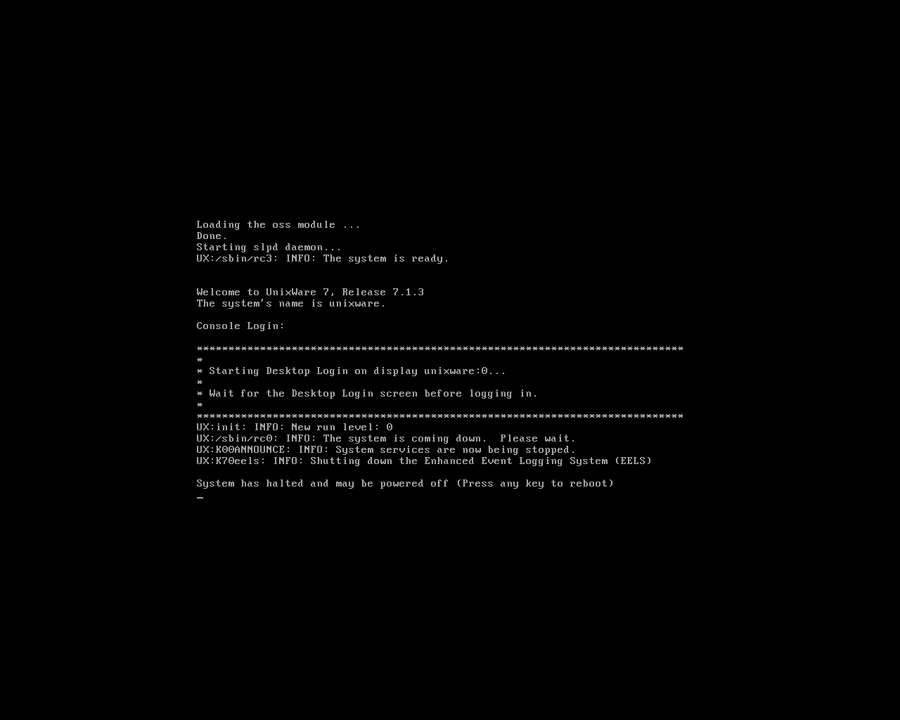 Loading the oss module ...
Done.
Starting slpd daemon...
UX:/sbin/rc3: INFO: The system is ready.
Welcome to UnixWare 7, Release 7.1.3
The system's name is unixware.
Console Login:
*****************************************************************************
*
* Starting Desktop Login on display unixware:0...
*
* Wait for the Desktop Login screen before logging in.
*
*****************************************************************************
UX:init: INFO: New run level: 0
UX:/sbin/rc0: INFO: The system is coming down.  Please wait.
UX:K00ANNOUNCE: INFO: System services are now being stopped.
UX:K70eels: INFO: Shutting down the Enhanced Event Logging System (EELS)
System has halted and may be powered off (Press any key to reboot)
_